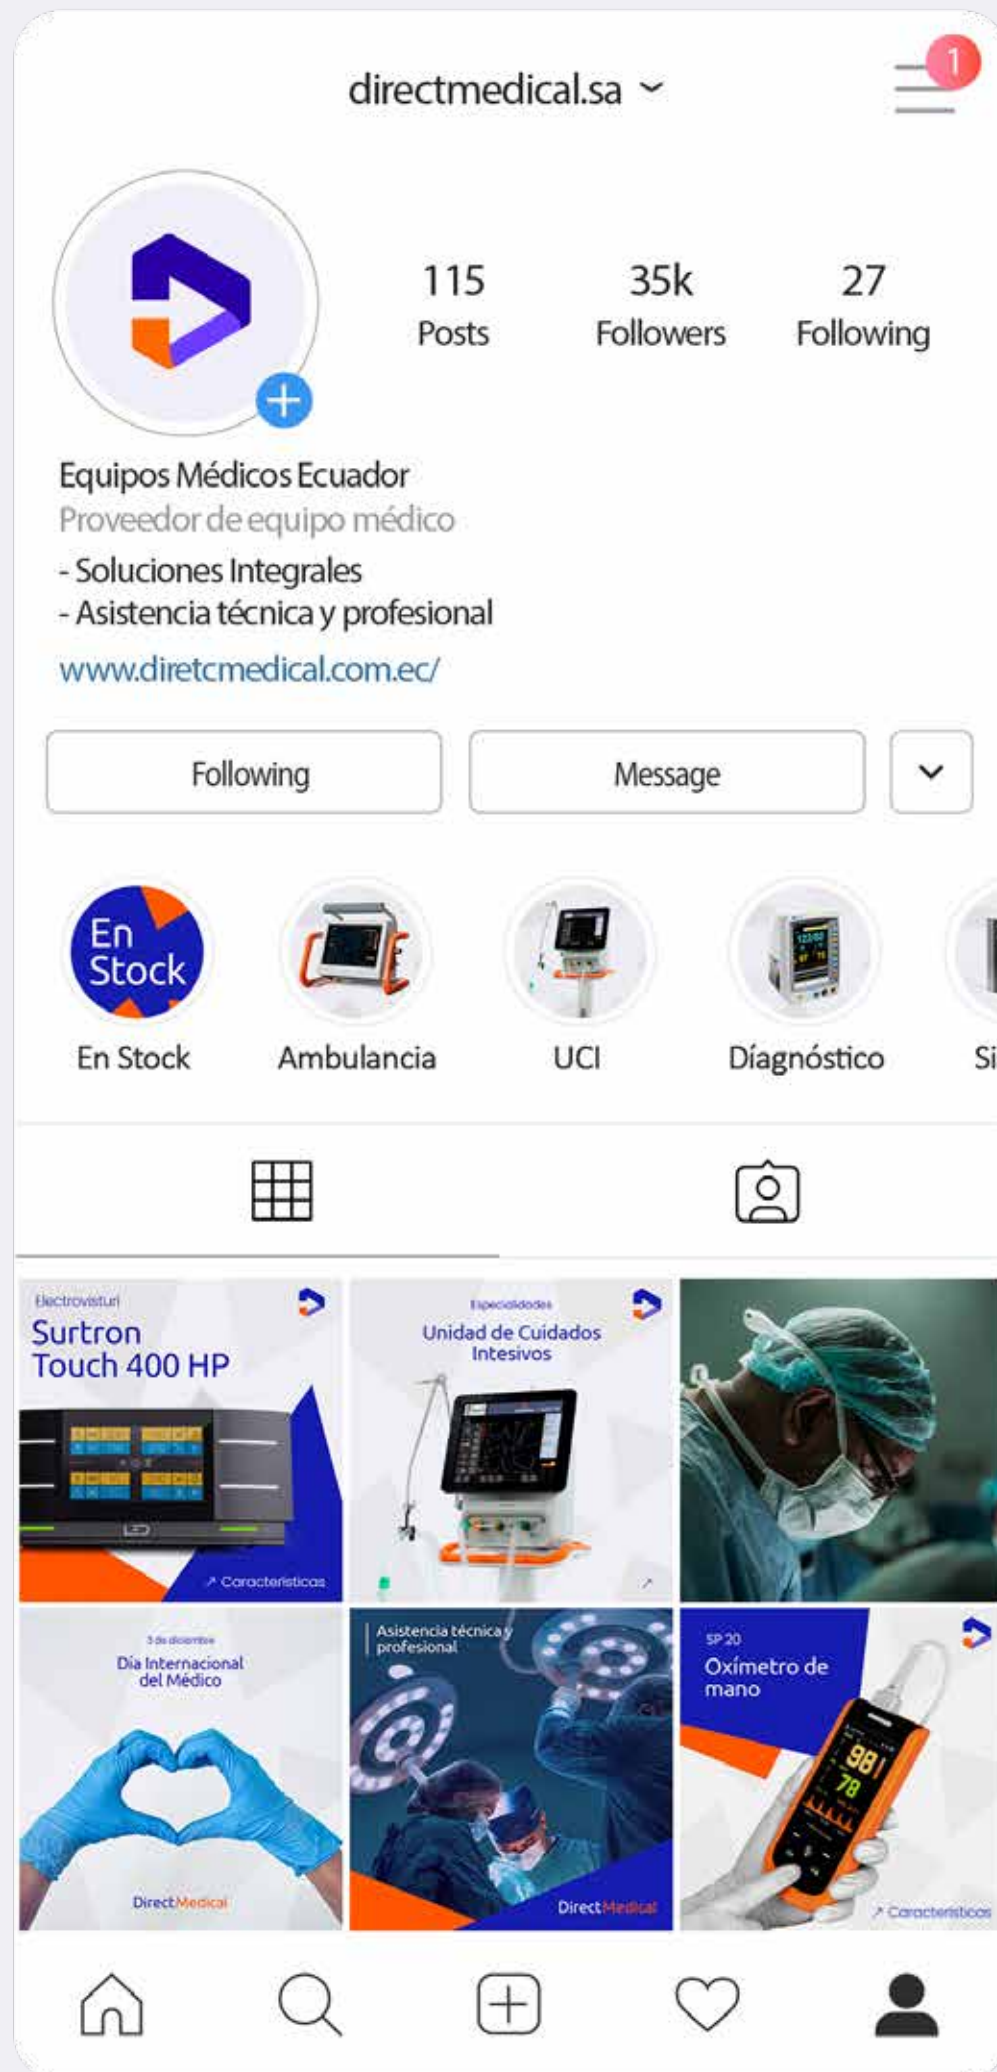 directmedical.sa
1
115
Posts
35k
Followers
27
Following
Equipos Médicos Ecuador
Proveedor de equipo médico
- Soluciones Integrales
- Asistencia técnica y profesional
www.diretcmedical.com.ec/
Following
Message
En
Stock
En Stock
Ambulancia
UCI
Díagnóstico
Si
Electrovisturi
Surtron
Touch 400 HP
Características
Especialidades
Unidad de Cuidados
Intesivos
3 de diciembre
Día Internacional
del Médico
DirectMedical
Asistencia técnica y
profesional
DirectMedical
SP 20
Oxímetro de
mano
98
78
Características